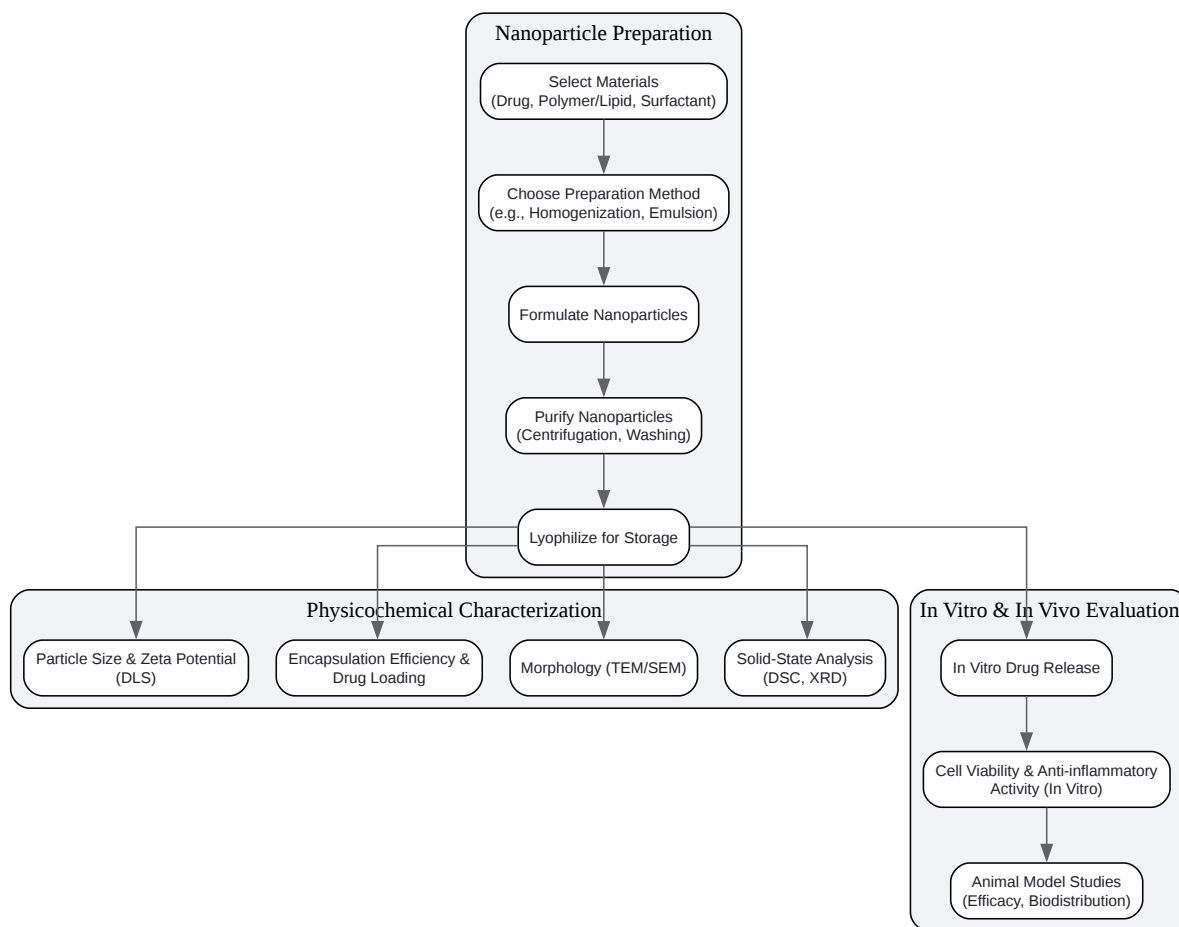 Nanoparticle Preparation
Select Materials
(Drug, Polymer/Lipid, Surfactant)
Choose Preparation Method
(e.g., Homogenization, Emulsion)
Formulate Nanoparticles
Purify Nanoparticles
(Centrifugation, Washing)
Lyophilize for Storage
Physicochemical Characterization
Particle Size & Zeta Potential
(DLS)
Encapsulation Efficiency &
Drug Loading
Morphology (TEM/SEM)
Solid-State Analysis
(DSC, XRD)
In Vitro & In Vivo Evaluation
In Vitro Drug Release
Cell Viability & Anti-inflammatory
Activity (In Vitro)
Animal Model Studies
(Efficacy, Biodistribution)